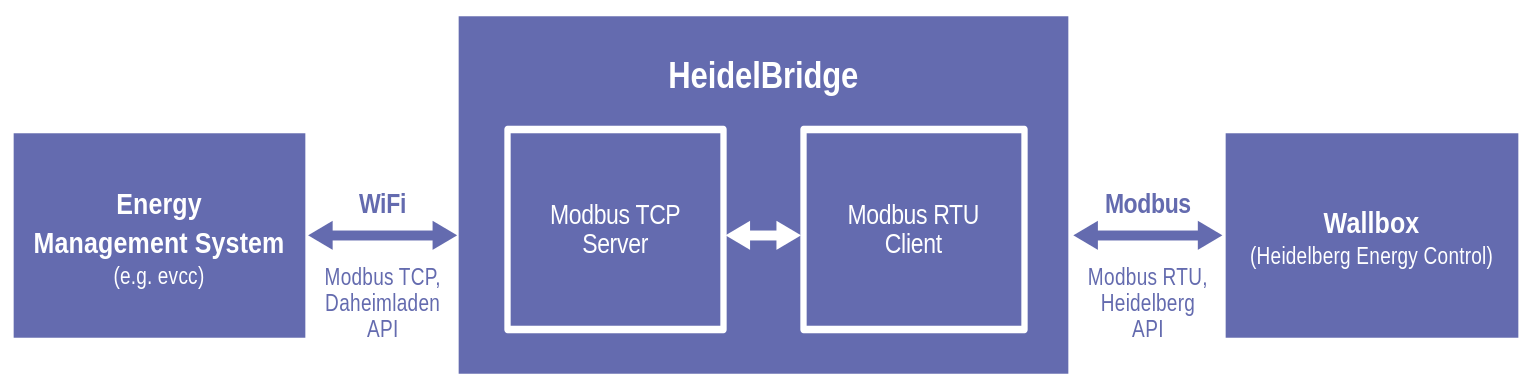 Energy
Management System
(e.g. evcc)
WiFi
Modbus TCP,
Daheimladen
API
HeidelBridge
Modbus TCP
Server
Modbus RTU
Client
Modbus
Modbus RTU,
Heidelberg
API
Wallbox
(Heidelberg Energy Control)